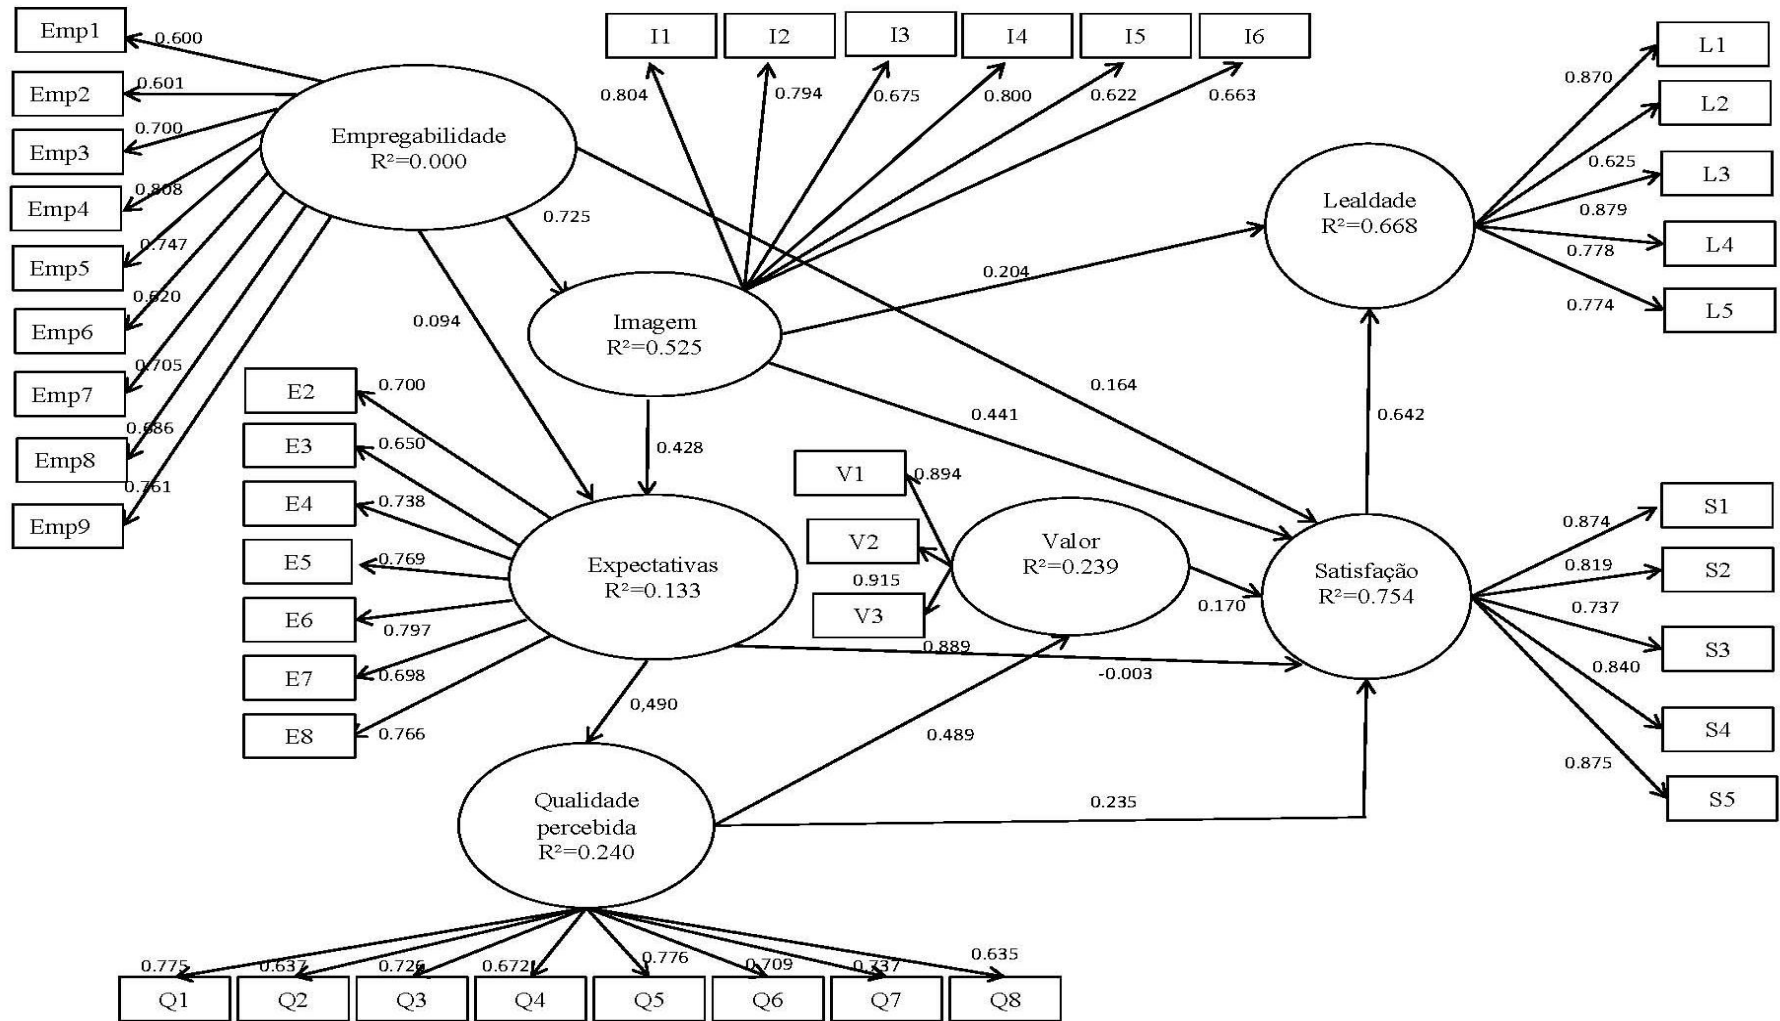 Emp1
0.600
Emp2
0.601
Emp3
0.700
Emp4
0.808
Emp5
0.747
Emp6
0.620
Emp7
0.705
Emp8
0.686
Emp9
0.761
Empregabilidade
R²=0.000
I1
I2
I3
I4
I5
I6
0.804
0.794
0.675
0.800
0.622
0.663
L1
L2
L3
L4
L5
0.870
0.625
0.879
0.778
0.774
Lealdade
R²=0.668
0.725
0.094
0.204
0.164
0.441
0.428
0.642
Imagem
R²=0.525
E2
0.700
E3
0.650
E4
0.738
E5
0.769
E6
0.797
E7
0.698
E8
0.766
Expectativas
R²=0.133
V1
0.894
V2
0.915
V3
0.889
Valor
R²=0.239
0.170
Satisfação
R²=0.754
S1
0.874
S2
0.819
S3
0.737
S4
0.840
S5
0.875
-0.003
0,490
0.489
0.235
Qualidade
percebida
R²=0.240
0.775
0.637
0.726
0.672
0.776
0.709
0.737
0.635
Q1
Q2
Q3
Q4
Q5
Q6
Q7
Q8